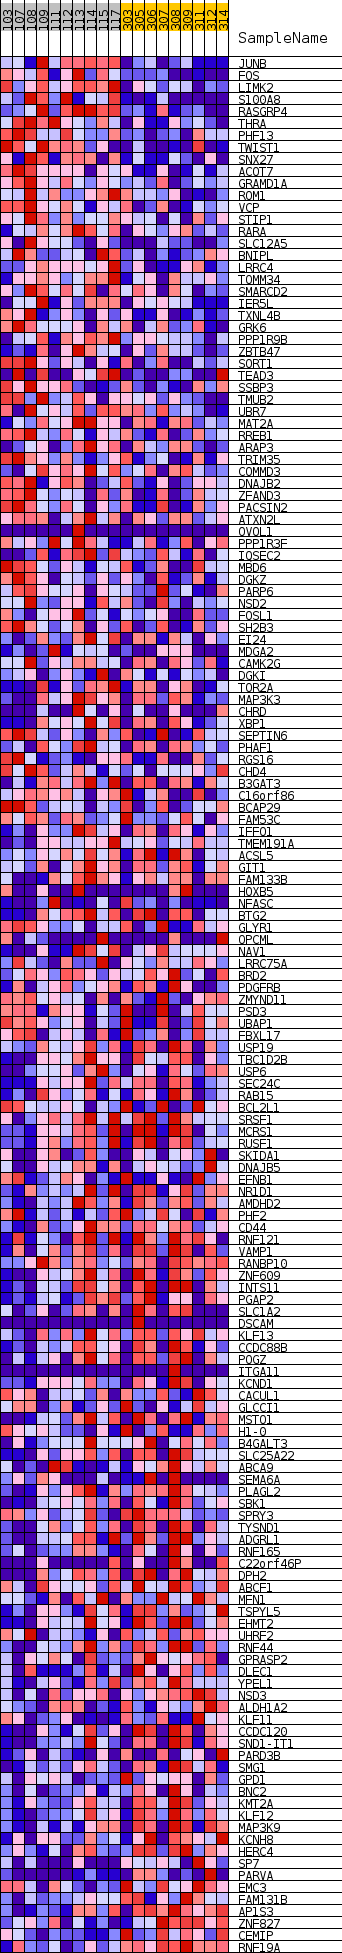 103 107 108 109 111 112 113 114 115 117 303 305 306 307 308 309 311 312 314
SampleName
JUNB
FOS
LIMK2
S100A8
RASGRP4
THRA
PHF13
TWIST1
SNX27
ACOT7
GRAMD1A
ROM1
VCP
STIP1
RARA
SLC12A5
BNIPL
LRRC4
TOMM34
SMARCD2
IER5L
TXNL4B
GRK6
PPP1R9B
ZBTB47
SORT1
TEAD3
SSBP3
TMUB2
UBR7
MAT2A
RREB1
ARAP3
TRIM35
COMMD3
DNAJB2
ZFAND3
PACSIN2
ATXN2L
OVOL1
PPP1R3F
IQSEC2
MBD6
DGKZ
PARP6
NSD2
FOSL1
SH2B3
EI24
MDGA2
CAMK2G
DGKI
TOR2A
MAP3K3
CHRD
XBP1
SEPTIN6
PHAF1
RGS16
CHD4
B3GAT3
C16orf86
BCAP29
FAM53C
IFFO1
TMEM191A
ACSL5
GIT1
FAM133B
HOXB5
NFASC
BTG2
GLYR1
OPCML
NAV1
LRRC75A
BRD2
PDGFRB
ZMYND11
PSD3
UBAP1
FBXL17
USP19
TBC1D2B
USP6
SEC24C
RAB15
BCL2L1
SRSF1
MCRS1
RUSF1
SKIDA1
DNAJB5
EFNB1
NR1D1
AMDHD2
PHF2
CD44
RNF121
VAMP1
RANBP10
ZNF609
INTS11
PGAP2
SLC1A2
DSCAM
KLF13
CCDC88B
POGZ
ITGA11
KCND1
CACUL1
GLCCI1
MSTO1
H1-0
B4GALT3
SLC25A22
ABCA9
SEMA6A
PLAGL2
SBK1
SPRY3
TYSND1
ADGRL1
RNF165
C22orf46P
DPH2
ABCF1
MFN1
TSPYL5
EHMT2
UHRF2
RNF44
GPRASP2
DLEC1
YPEL1
NSD3
ALDH1A2
KLF11
CCDC120
SND1-IT1
PARD3B
SMG1
GPD1
BNC2
KMT2A
KLF12
MAP3K9
KCNH8
HERC4
SP7
PARVA
EMC3
FAM131B
AP1S3
ZNF827
CEMIP
RNF19A